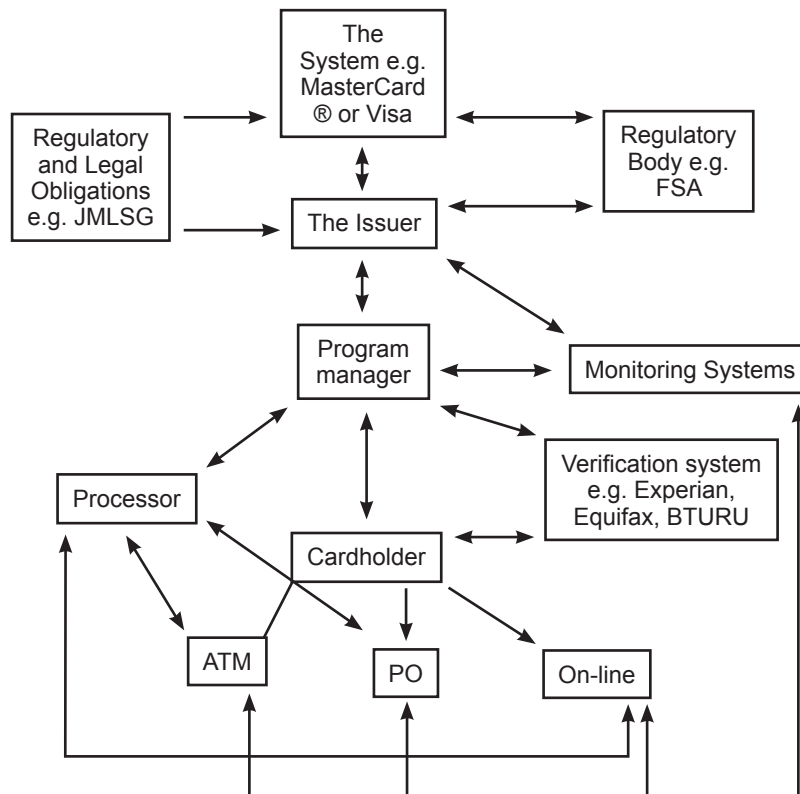 The
System e.g.
MasterCard
® or Visa
Regulatory
and Legal
Obligations
e.g. JMLSG
Regulatory
Body e.g.
FSA
The Issuer
Program
manager
Monitoring Systems
Verification system
e.g. Experian,
Equifax, BTURU
Processor
Cardholder
ATM
PO
On-line